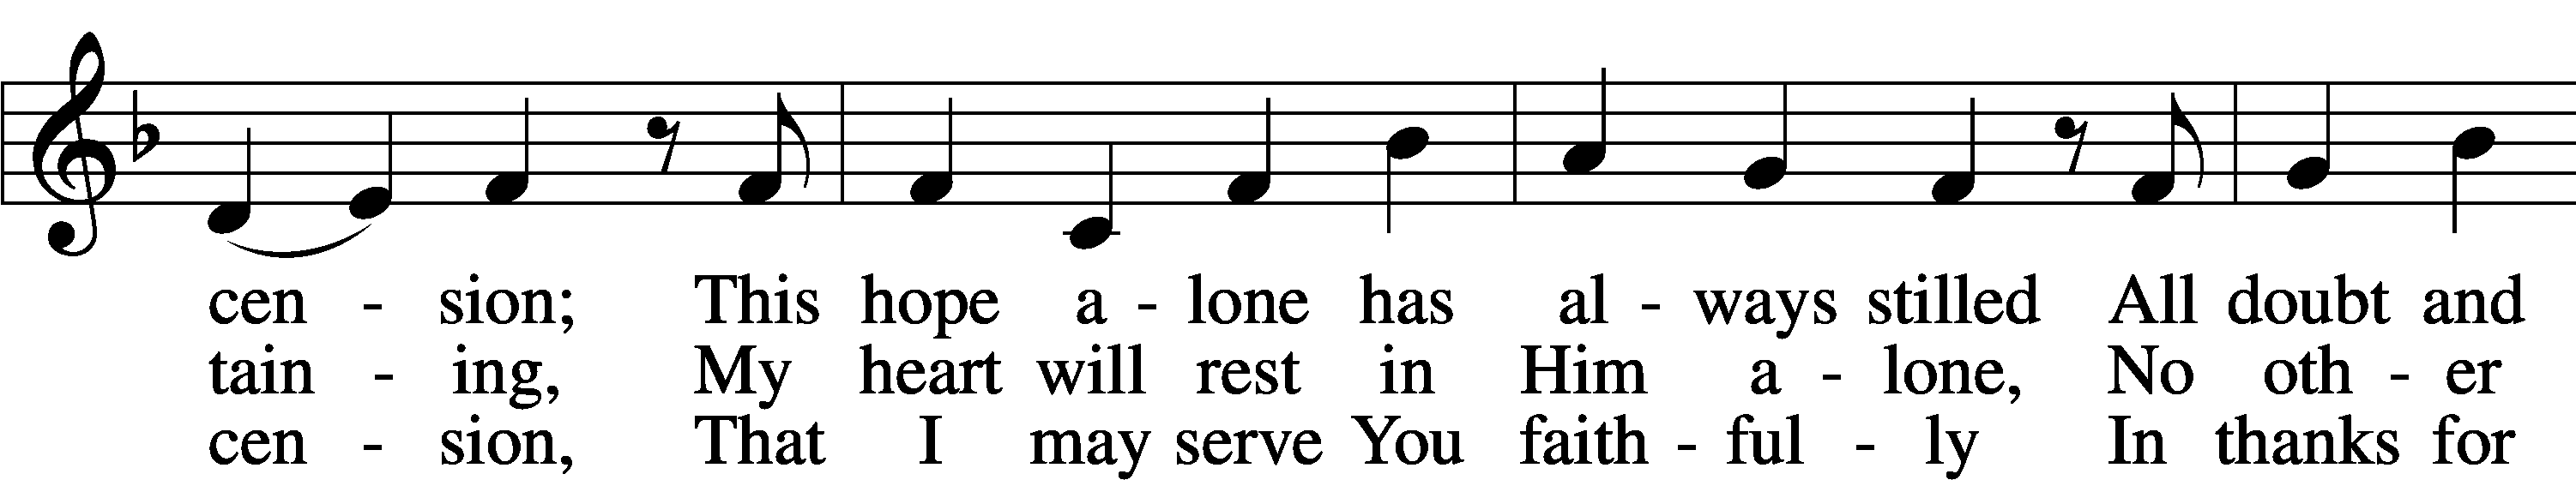 cen - sion; This hope a - lone has al - ways stilled All doubt and
tain - ing, My heart will rest in Him a - lone, No oth - er
cen - sion, That I may serve You faith - ful - ly In thanks for